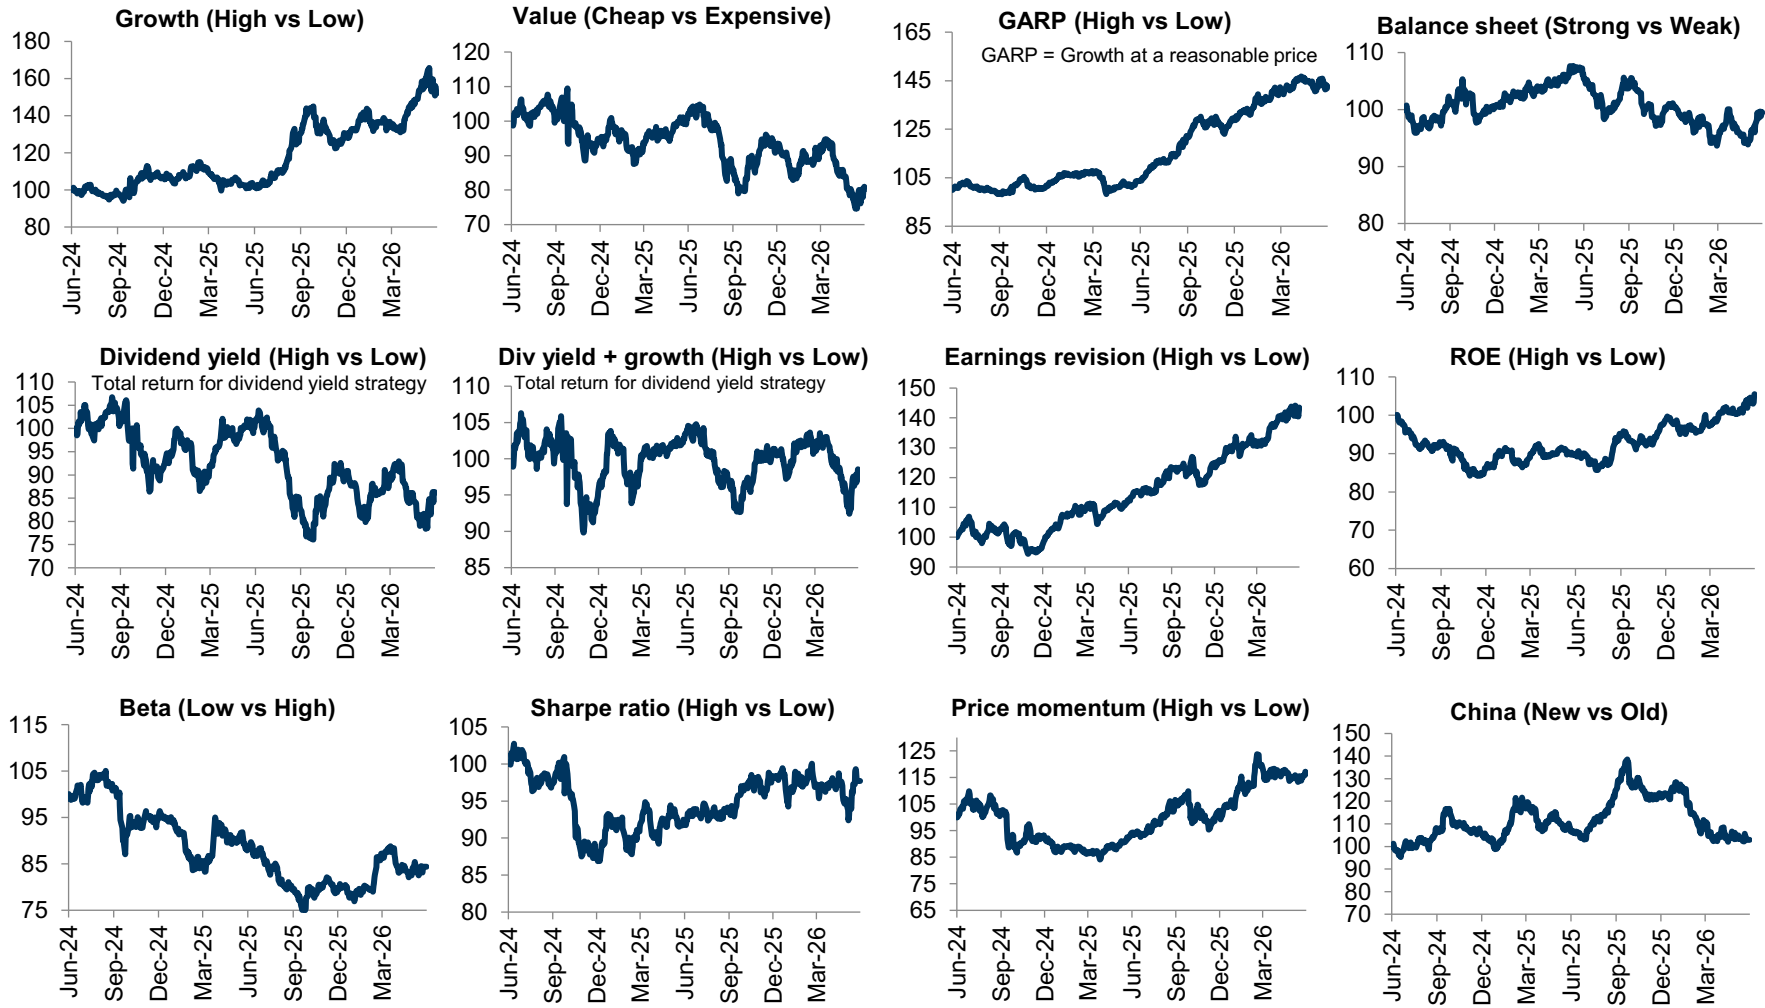 Growth (High vs Low)
180
160
140
120
100
80
Jun-24
Sep-24
Dec-24
Mar-25
Jun-25
Sep-25
Dec-25
Mar-26
Value (Cheap vs Expensive)
120
110
100
90
80
70
Jun-24
Sep-24
Dec-24
Mar-25
Jun-25
Sep-25
Dec-25
Mar-26
GARP (High vs Low)
GARP = Growth at a reasonable price
165
145
125
105
85
Jun-24
Sep-24
Dec-24
Mar-25
Jun-25
Sep-25
Dec-25
Mar-26
Balance sheet (Strong vs Weak)
110
100
90
80
Jun-24
Sep-24
Dec-24
Mar-25
Jun-25
Sep-25
Dec-25
Mar-26
Dividend yield (High vs Low)
Total return for dividend yield strategy
110
105
100
95
90
85
80
75
70
Jun-24
Sep-24
Dec-24
Mar-25
Jun-25
Sep-25
Dec-25
Mar-26
Div yield + growth (High vs Low)
Total return for dividend yield strategy
110
105
100
95
90
85
Jun-24
Sep-24
Dec-24
Mar-25
Jun-25
Sep-25
Dec-25
Mar-26
Earnings revision (High vs Low)
150
140
130
120
110
100
90
Jun-24
Sep-24
Dec-24
Mar-25
Jun-25
Sep-25
Dec-25
Mar-26
ROE (High vs Low)
110
100
90
80
70
60
Jun-24
Sep-24
Dec-24
Mar-25
Jun-25
Sep-25
Dec-25
Mar-26
Beta (Low vs High)
115
105
95
85
75
Jun-24
Sep-24
Dec-24
Mar-25
Jun-25
Sep-25
Dec-25
Mar-26
Sharpe ratio (High vs Low)
105
100
95
90
85
80
Jun-24
Sep-24
Dec-24
Mar-25
Jun-25
Sep-25
Dec-25
Mar-26
Price momentum (High vs Low)
125
115
105
95
85
75
65
Jun-24
Sep-24
Dec-24
Mar-25
Jun-25
Sep-25
Dec-25
Mar-26
China (New vs Old)
150
140
130
120
110
100
90
80
70
Jun-24
Sep-24
Dec-24
Mar-25
Jun-25
Sep-25
Dec-25
Mar-26